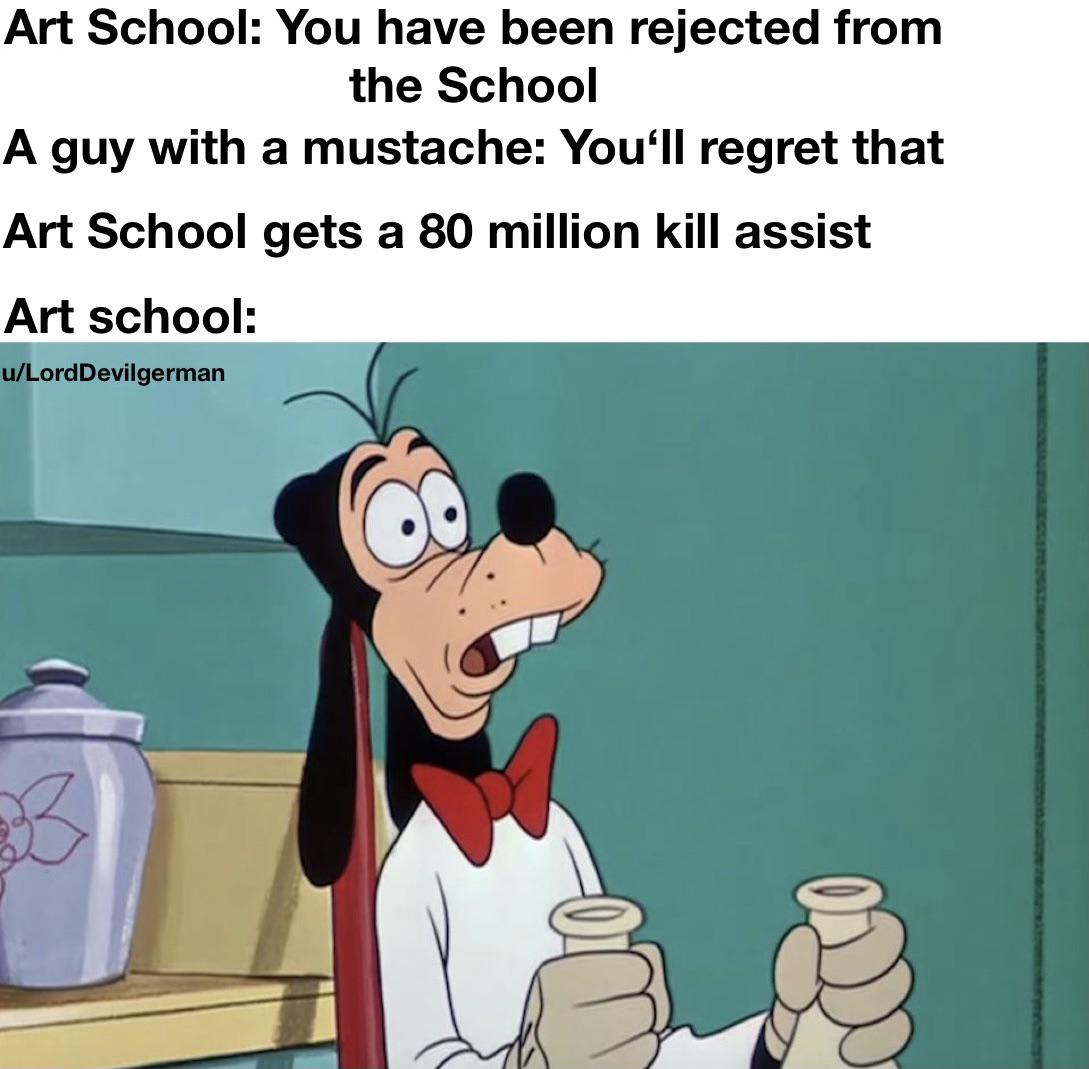 Art School: You have been rejected from
the School
A guy with a mustache: You‘ll regret that
Art School gets a 80 million kill assist
Art school:
u/LordDevilgerman